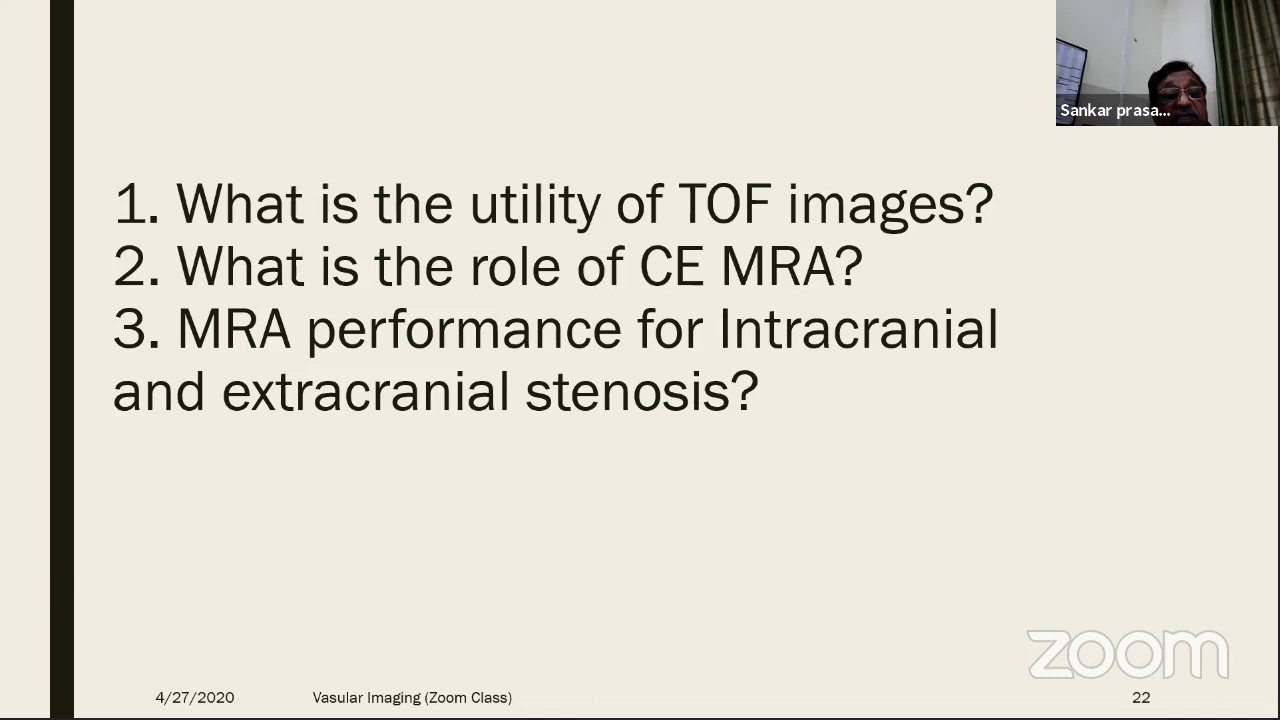 Sankar prasa...
1. What is the utility of TOF images?
2. What is the role of CE MRA?
3. MRA performance for Intracranial
and extracranial stenosis?
zoom
4/27/2020 Vasular Imaging (Zoom Class) 22